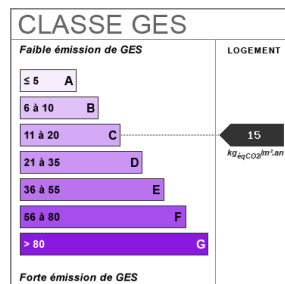 CLASSE GES
Faible émission de GES
LOGEMENT
≤ 5 A
6 à 10 B
11 à 20 C
15
kgéqCO2/m².an
21 à 35 D
36 à 55 E
56 à 80 F
> 80 G
Forte émission de GES